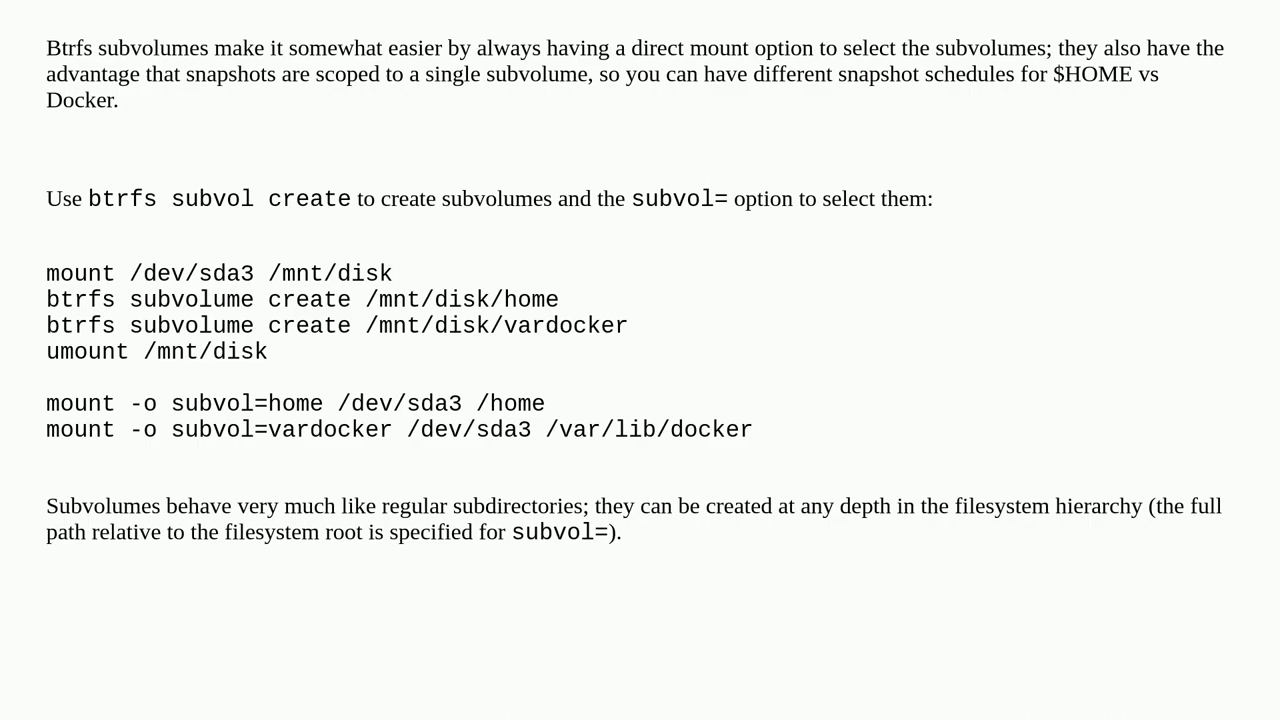 Btrfs subvolumes make it somewhat easier by always having a direct mount option to select the subvolumes; they also have the
advantage that snapshots are scoped to a single subvolume, so you can have different snapshot schedules for $HOME vs
Docker.
Use btrfs subvol create to create subvolumes and the subvol= option to select them:
mount /dev/sda3 /mnt/disk
btrfs subvolume create /mnt/disk/home
btrfs subvolume create /mnt/disk/vardocker
umount /mnt/disk
mount -o subvol=home /dev/sda3 /home
mount -o subvol=vardocker /dev/sda3 /var/lib/docker
Subvolumes behave very much like regular subdirectories; they can be created at any depth in the filesystem hierarchy (the full
path relative to the filesystem root is specified for subvol=).